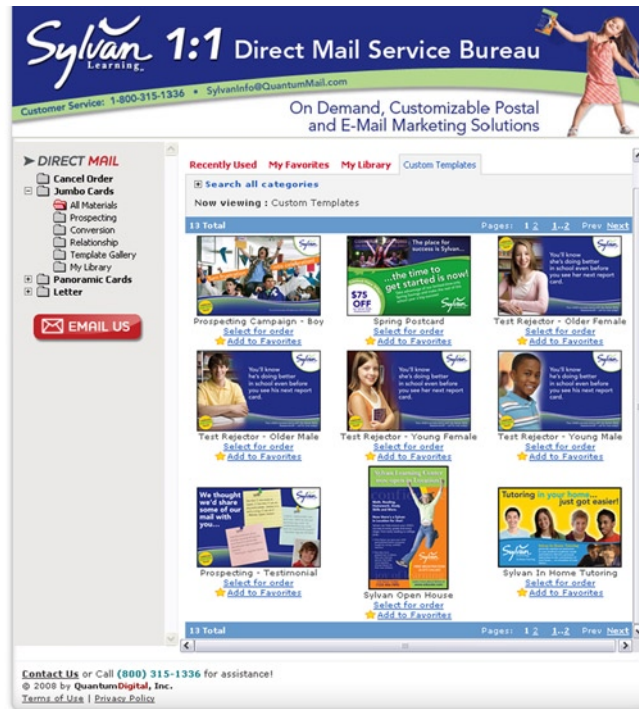 Sylvan
Learning™
1:1 Direct Mail Service Bureau
Customer Service: 1-800-315-1336 • SylvanInfo@QuantumMail.com
On Demand, Customizable Postal
and E-Mail Marketing Solutions
DIRECT MAIL
Cancel Order
Jumbo Cards
All Materials
Prospecting
Conversion
Relationship
Template Gallery
My Library
Panoramic Cards
Letter
EMAIL US
Recently Used My Favorites My Library Custom Templates
Search all categories
Now viewing : Custom Templates
13 Total Pages: 1 2 1..2 Prev Next
Sylvan
The place for
success is Sylvan...
...the time to
get started is now!
$75
OFF
Sylvan
Sylvan
You'll know
she's doing better
in school even before
you see her next report
card.
Prospecting Campaign - Boy Spring Postcard Test Rejector - Older Female
Select for order Select for order Select for order
Add to Favorites Add to Favorites Add to Favorites
Sylvan
You'll know
he's doing better
in school even before
you see his next report
card.
Sylvan
You'll know
she's doing better
in school even before
you see her next report
card.
Sylvan
You'll know
he's doing better
in school even before
you see his next report
card.
Test Rejector - Older Male Test Rejector - Young Female Test Rejector - Young Male
Select for order Select for order Select for order
Add to Favorites Add to Favorites Add to Favorites
We thought
we'd share
some of our
mail with
you...
Sylvan
Sylvan Learning Center
now open in
Tutoring in your home...
just got easier!
Sylvan
Prospecting - Testimonial Sylvan Open House Sylvan In Home Tutoring
Select for order Select for order Select for order
Add to Favorites Add to Favorites Add to Favorites
13 Total Pages: 1 2 1..2 Prev Next
Contact Us or Call (800) 315-1336 for assistance!
© 2008 by QuantumDigital, Inc.
Terms of Use | Privacy Policy